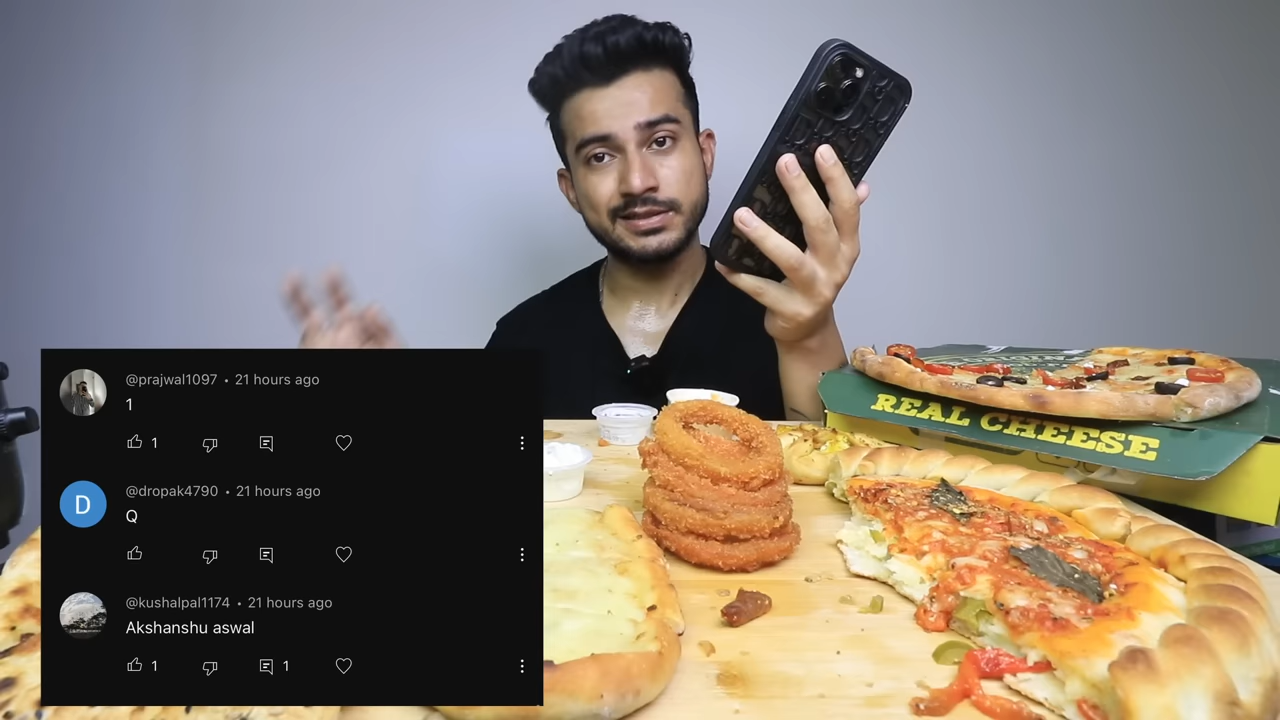 @prajwal1097 • 21 hours ago
1
1
D
@dropak4790 • 21 hours ago
Q
@kushalpal1174 • 21 hours ago
Akshanshu aswal
1 1
REAL CHEESE